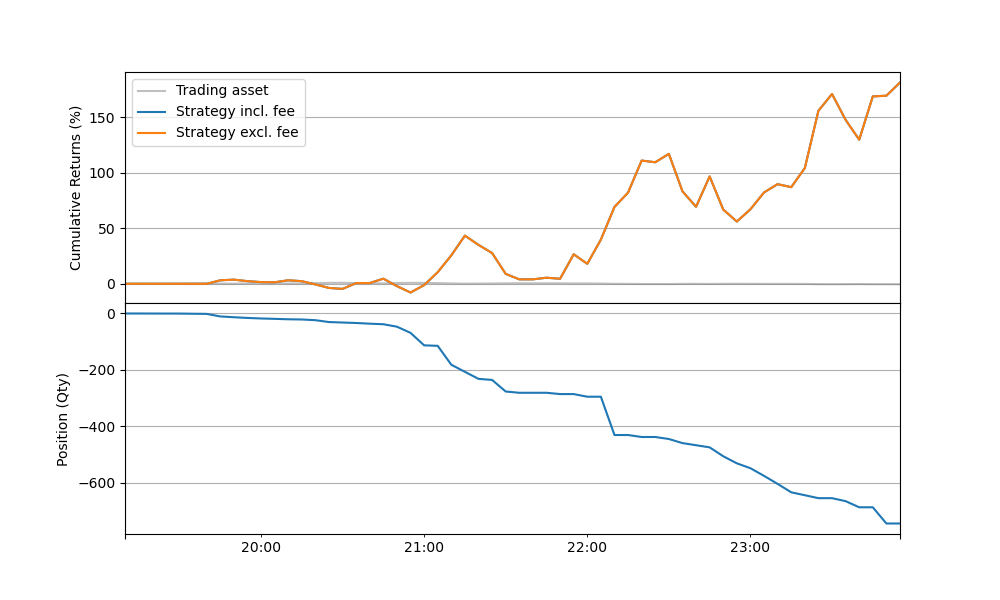 Trading asset
Strategy incl. fee
Strategy excl. fee
Cumulative Returns (%)
150
100
50
0
Position (Qty)
0
−200
−400
−600
20:00
21:00
22:00
23:00